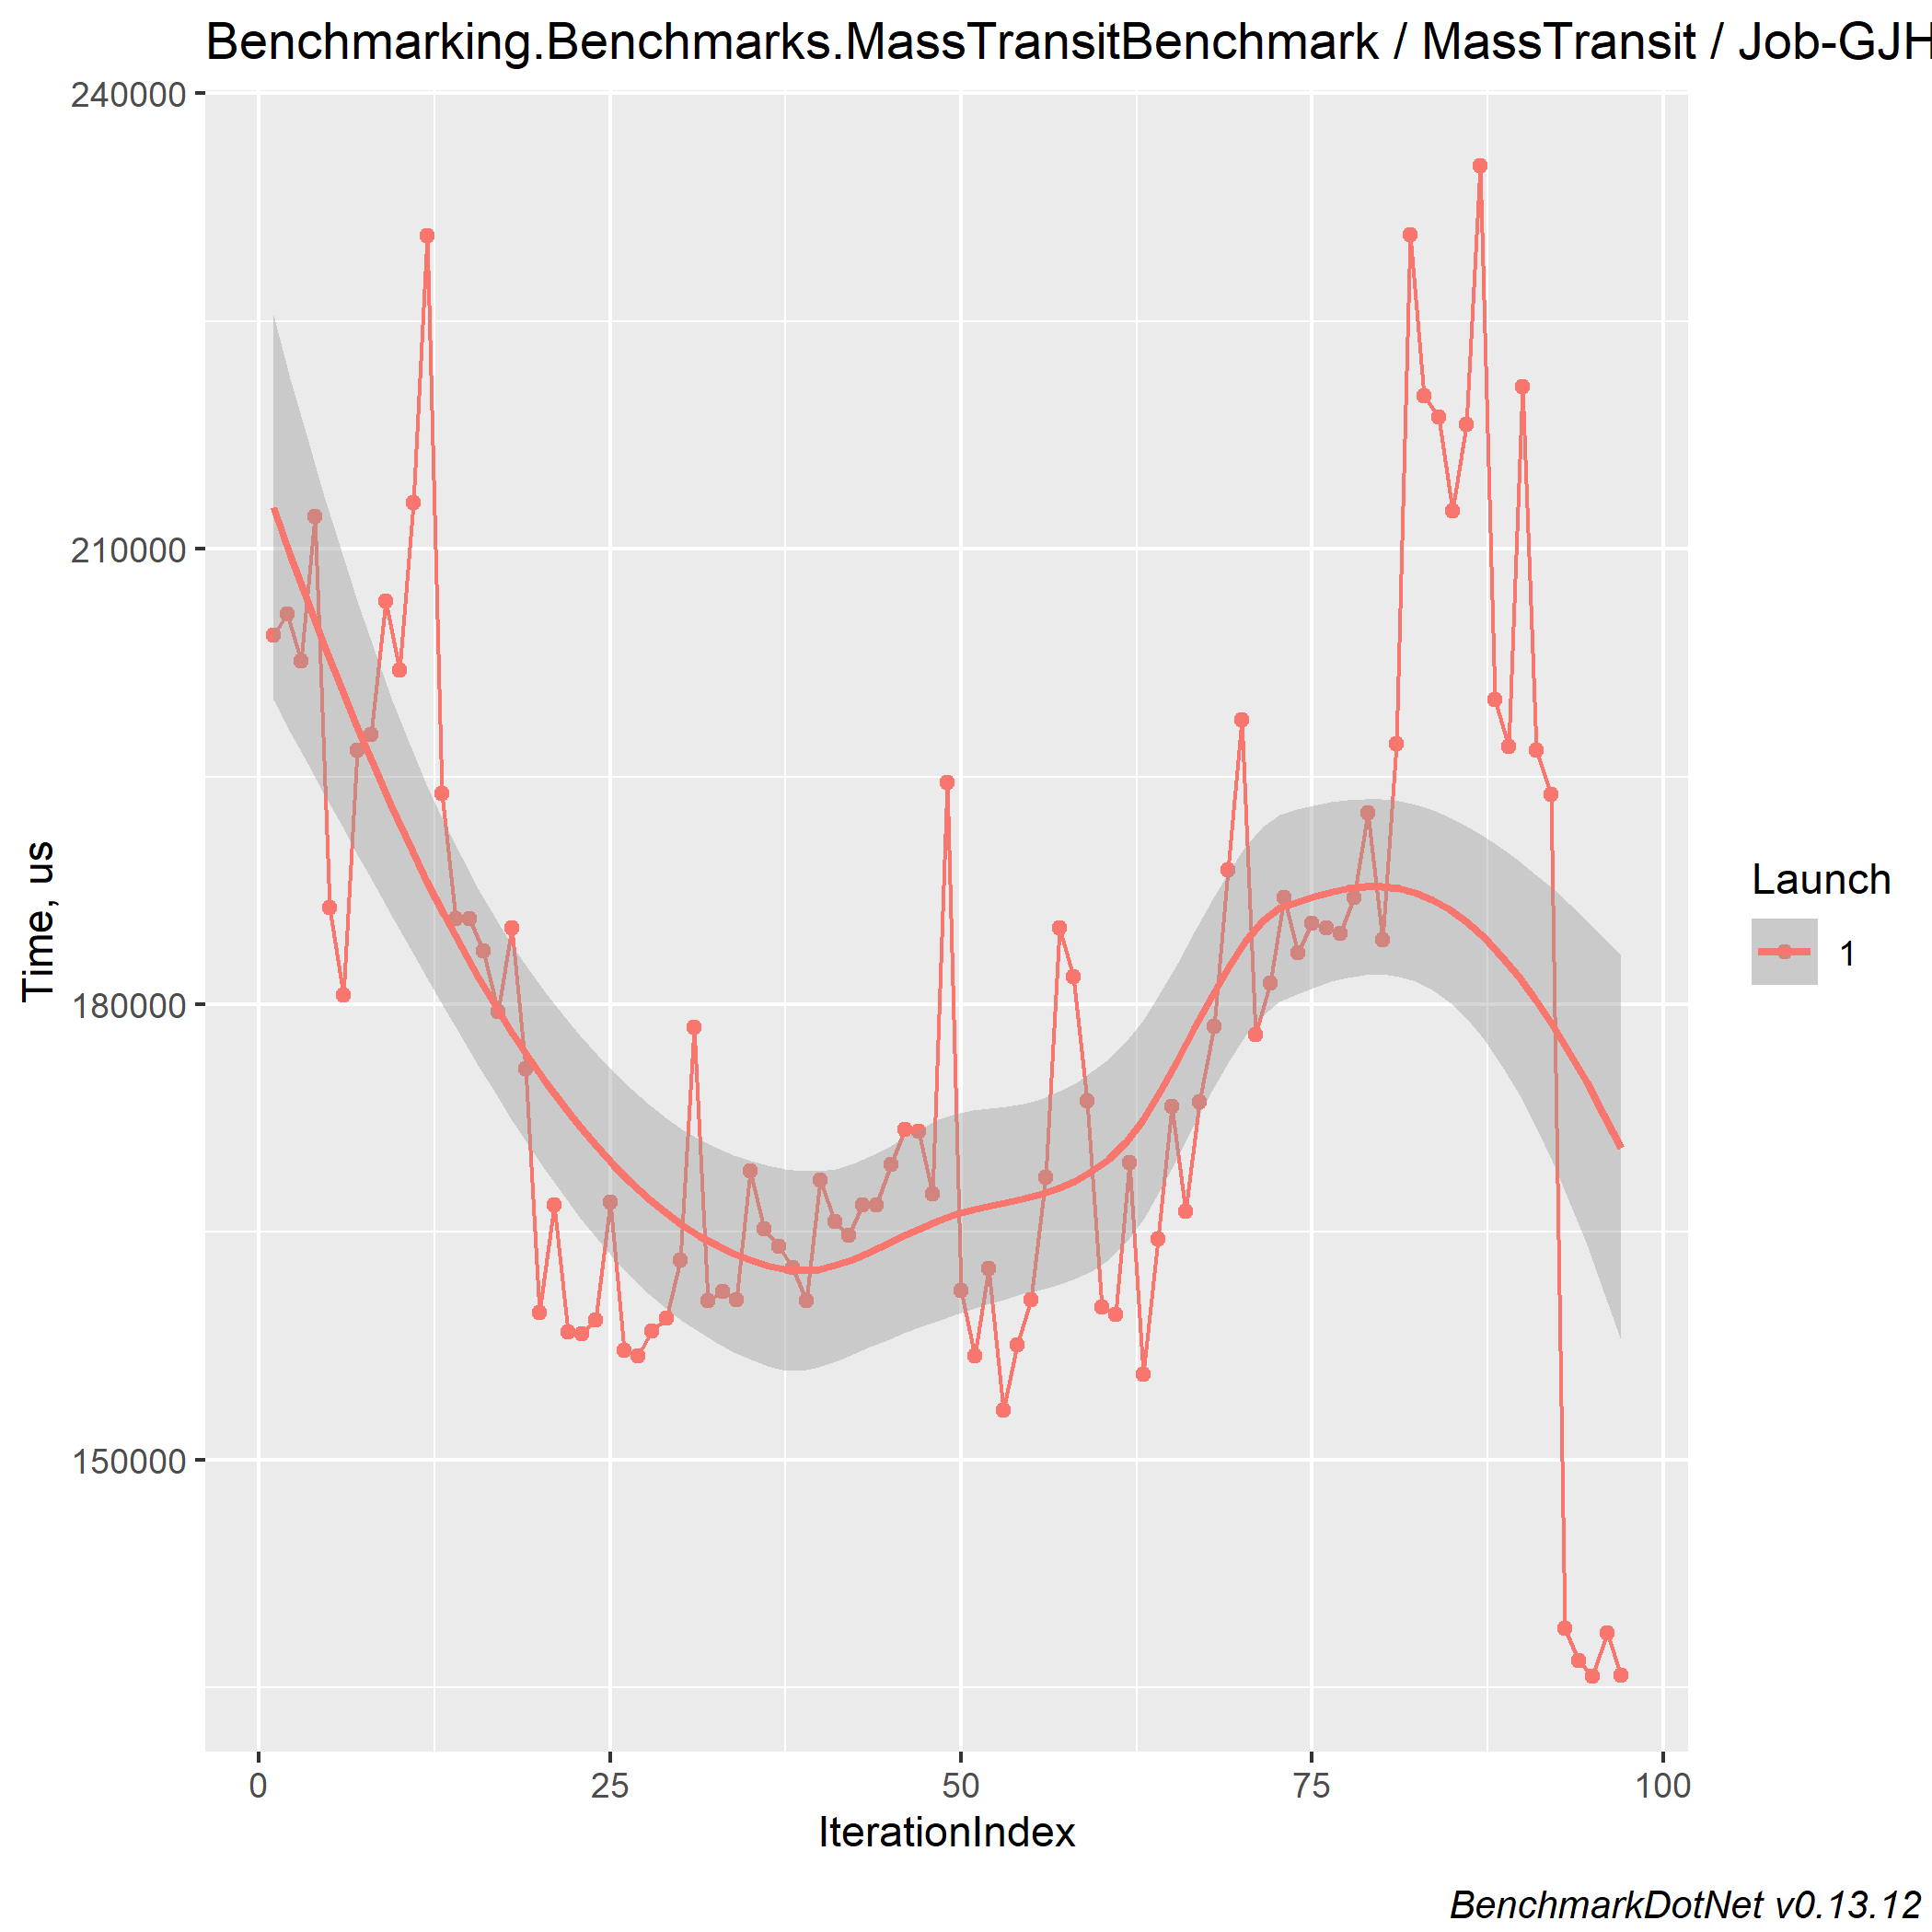 Benchmarking.Benchmarks.MassTransitBenchmark / MassTransit / Job-GJH
240000
210000
180000
150000
Time, us
0 25 50 75 100
IterationIndex
Launch
1
BenchmarkDotNet v0.13.12